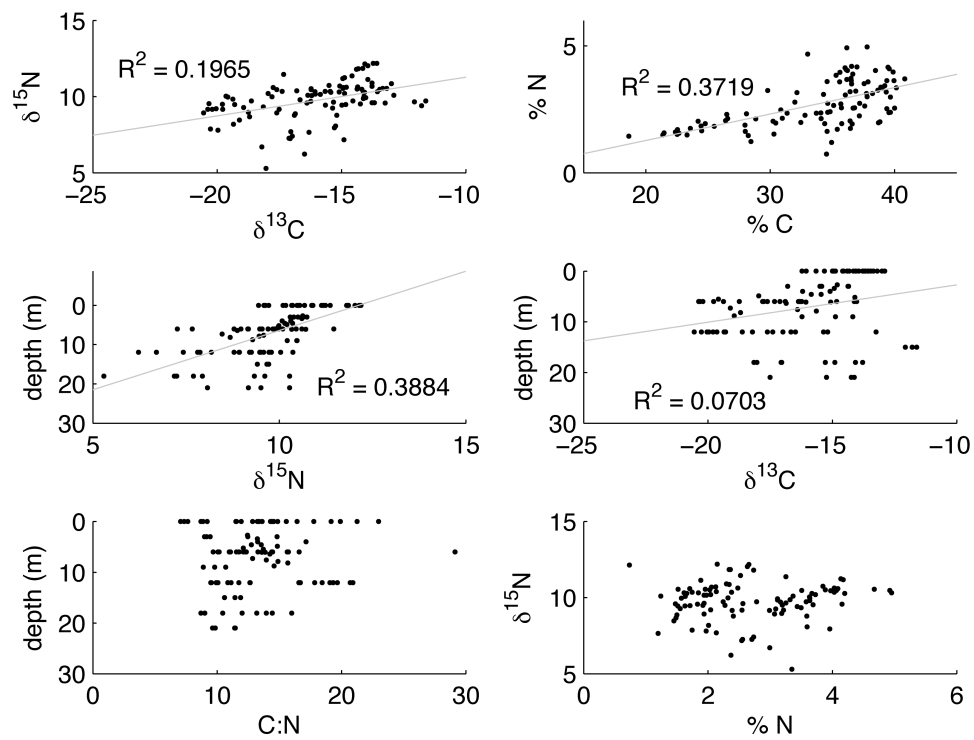 15
10
5
δ¹⁵N
R² = 0.1965
−25
−20
−15
−10
δ¹³C
5
0
% N
R² = 0.3719
20
30
40
% C
0
10
20
30
depth (m)
R² = 0.3884
5
10
15
δ¹⁵N
0
10
20
30
depth (m)
R² = 0.0703
−25
−20
−15
−10
δ¹³C
0
10
20
30
depth (m)
0
10
20
30
C:N
15
10
5
δ¹⁵N
0
2
4
6
% N